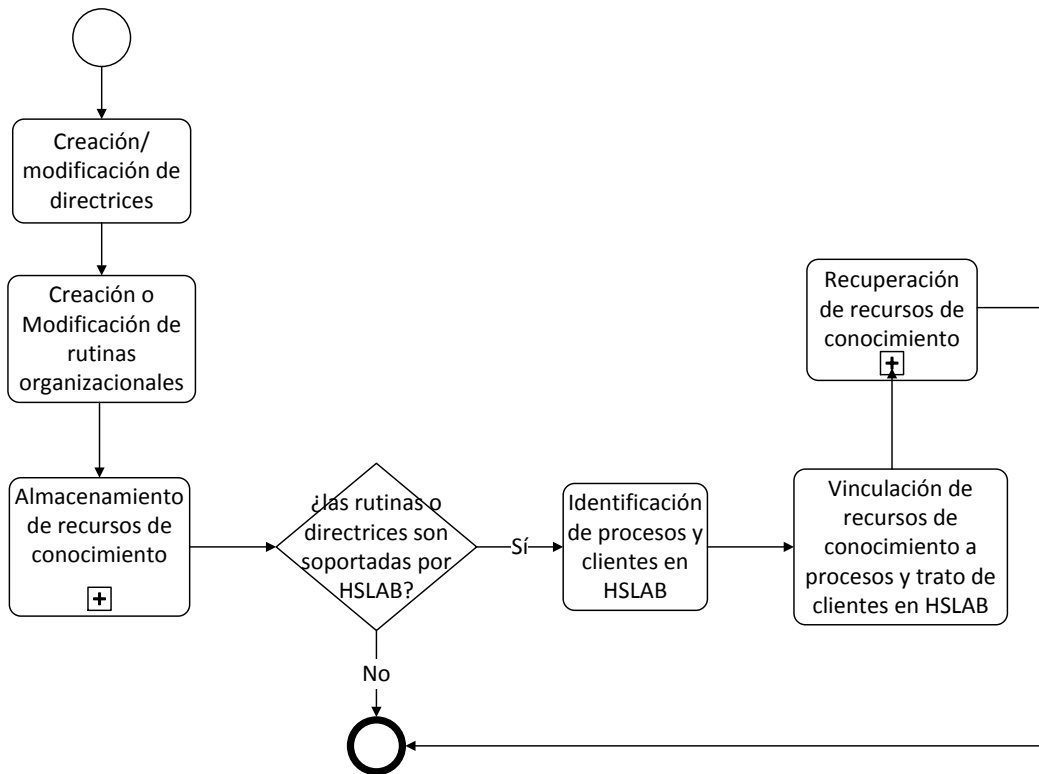 Creación/
modificación de
directrices
Creación o
Modificación de
rutinas
organizacionales
Almacenamiento
de recursos de
conocimiento
¿las rutinas o
directrices son
soportadas por
HSLAB?
Sí
No
Identificación
de procesos y
clientes en
HSLAB
Vinculación de
recursos de
conocimiento a
procesos y trato de
clientes en HSLAB
Recuperación
de recursos de
conocimiento